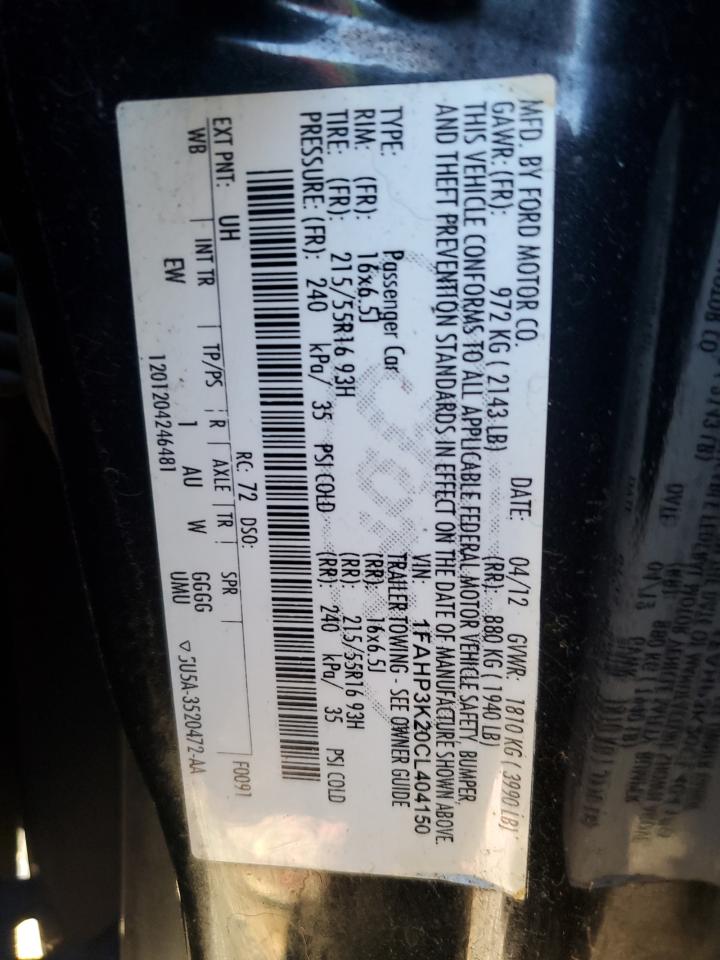 MFD. BY FORD MOTOR CO.
DATE: 04/12 GVWR: 1810 KG ( 3990 LB)
GAWR: (FR): 972 KG ( 2143 LB) (RR): 880 KG ( 1940 LB)
THIS VEHICLE CONFORMS TO ALL APPLICABLE FEDERAL MOTOR VEHICLE SAFETY, BUMPER,
AND THEFT PREVENTION STANDARDS IN EFFECT ON THE DATE OF MANUFACTURE SHOWN ABOVE.
VIN: 1FAHP3K20CL404150
TYPE: Passenger Car TRAILER TOWING - SEE OWNER GUIDE
RIM: (FR): 16x6.5J (RR): 16x6.5J
TIRE: (FR): 215/55R16 93H (RR): 215/55R16 93H
PRESSURE: (FR): 240 kPa/ 35 PSI COLD (RR): 240 kPa/ 35 PSI COLD
RC: 72 DSO: F0091
EXT PNT: UH
WB | INT TR | TP/PS | R | AXLE | TR | SPR
EW 1 AU W GGGG UMU
1201204246481 ▽5U5A-3520472-AA